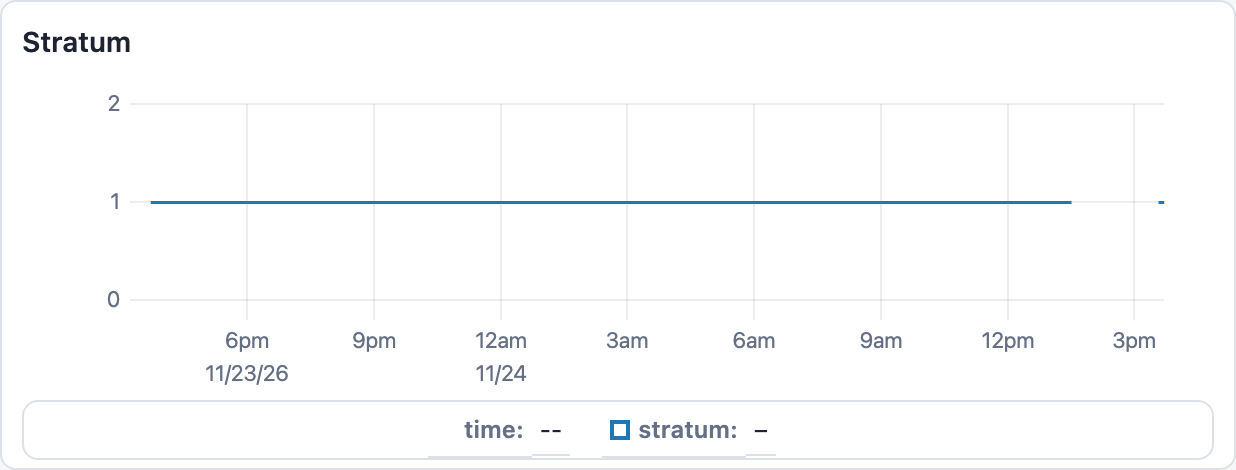 Stratum
2
1
0
6pm 9pm 12am 3am 6am 9am 12pm 3pm
11/23/26 11/24
time: -- stratum: –